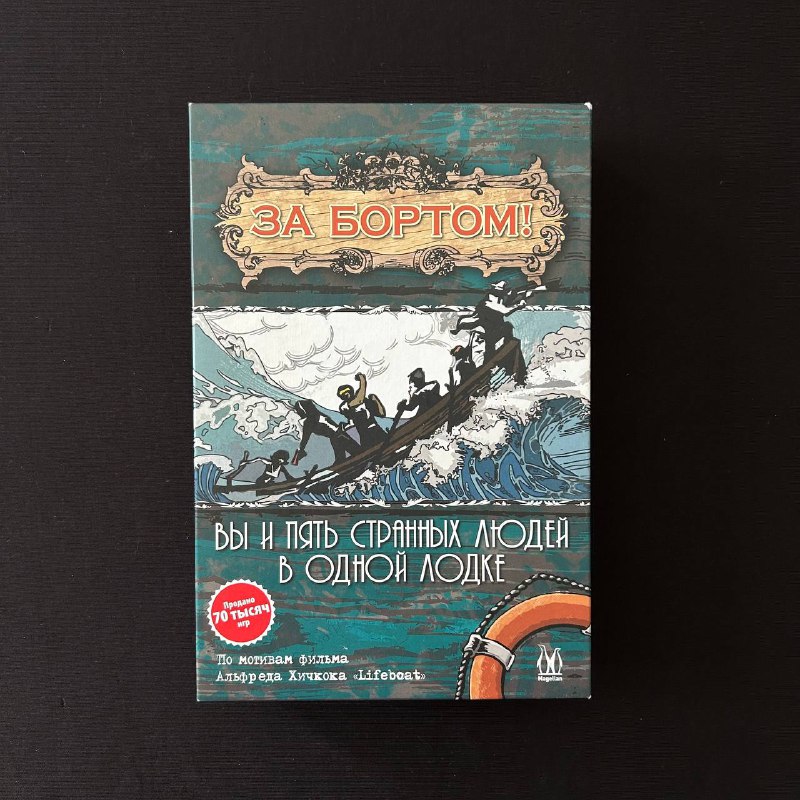 ЗА БОРТОМ!
ВЫ И ПЯТЬ СТРАННЫХ ЛЮДЕЙ
В ОДНОЙ ЛОДКЕ
Продано
70 ТЫСЯЧ
игр
По мотивам фильма
Альфреда Хичкока «Lifeboat»
Magellan